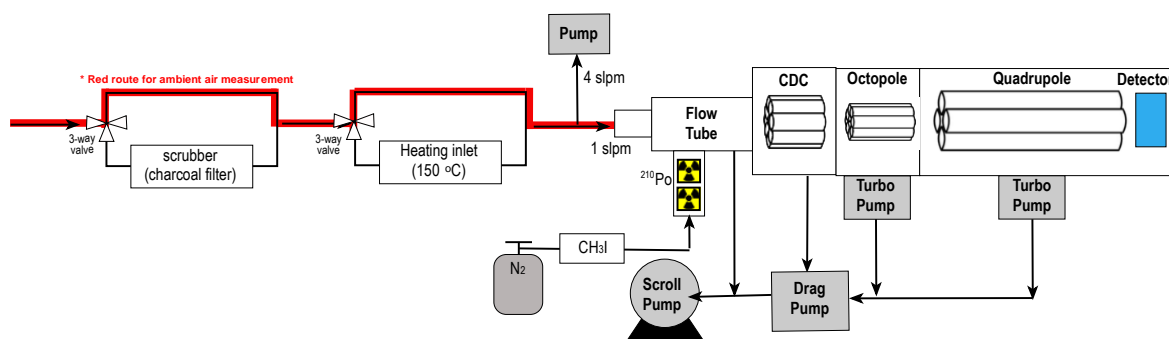 * Red route for ambient air measurement
3-way
valve
scrubber
(charcoal filter)
3-way
valve
Heating inlet
(150 ºC)
Pump
4 slpm
1 slpm
Flow
Tube
CDC
Octopole
Quadrupole
Detector
²¹⁰Po
Turbo
Pump
Turbo
Pump
N₂
CH₃I
Scroll
Pump
Drag
Pump